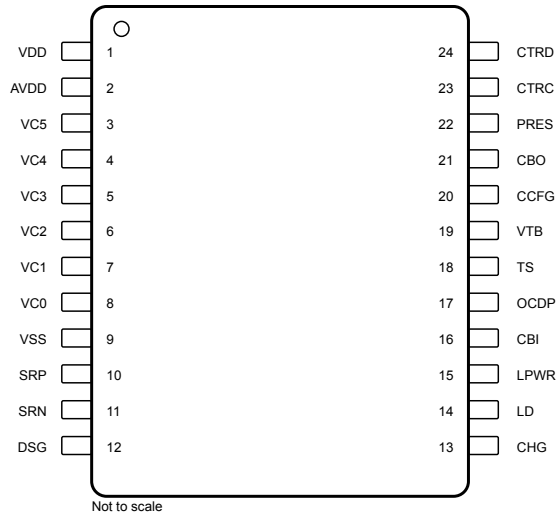 VDD 1 24 CTRD
AVDD 2 23 CTRC
VC5 3 22 PRES
VC4 4 21 CBO
VC3 5 20 CCFG
VC2 6 19 VTB
VC1 7 18 TS
VC0 8 17 OCDP
VSS 9 16 CBI
SRP 10 15 LPWR
SRN 11 14 LD
DSG 12 13 CHG
Not to scale